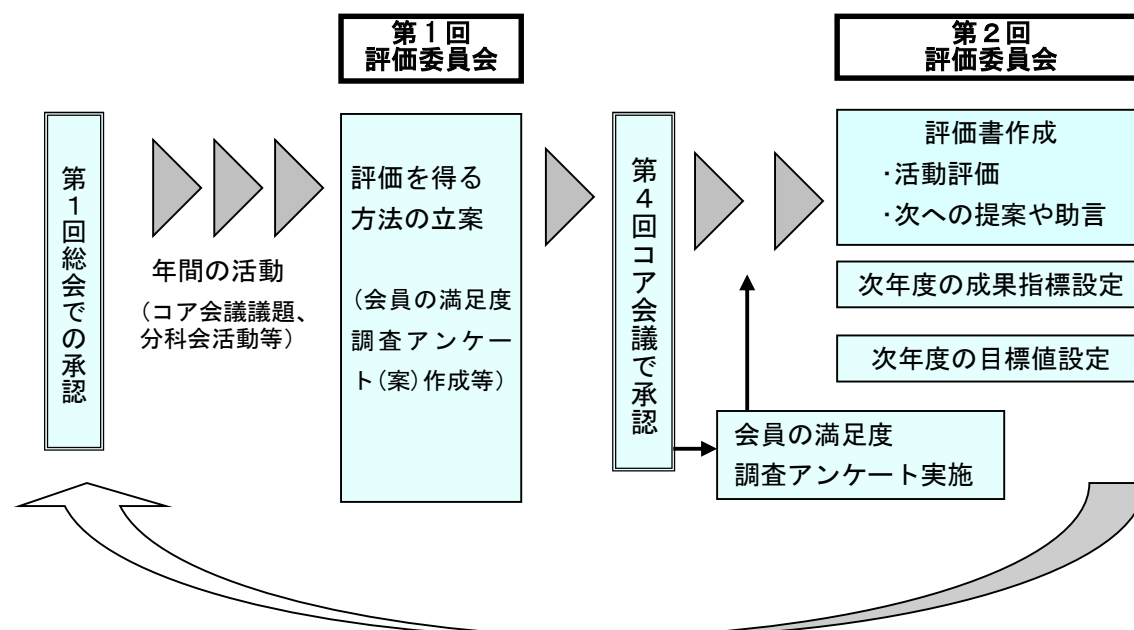 第１回
評価委員会
第２回
評価委員会
第１回総会での承認
年間の活動
（コア会議議題、
分科会活動等）
評価を得る
方法の立案
（会員の満足度
調査アンケー
ト（案）作成等）
第４回コア会議で承認
評価書作成
・活動評価
・次への提案や助言
次年度の成果指標設定
次年度の目標値設定
会員の満足度
調査アンケート実施